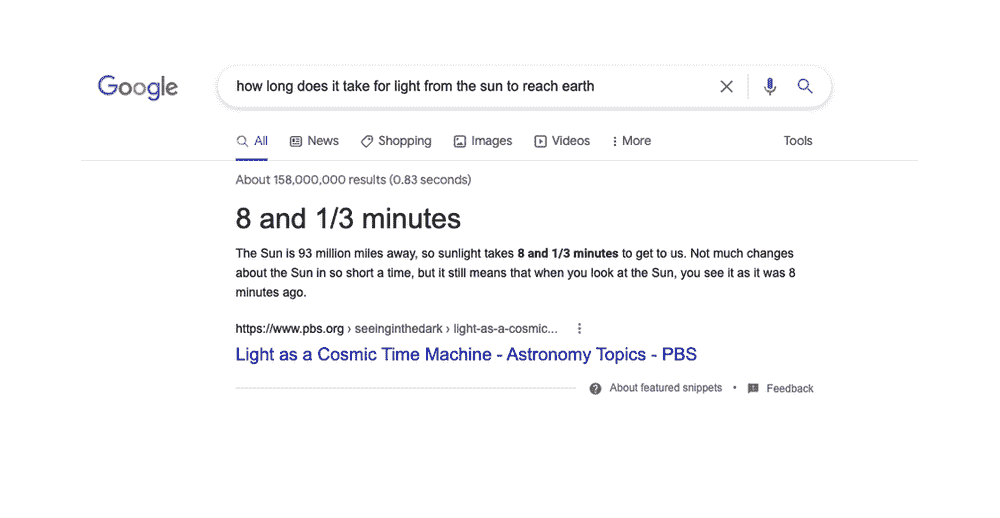 Google
how long does it take for light from the sun to reach earth
All News Shopping Images Videos More Tools
About 158,000,000 results (0.83 seconds)
8 and 1/3 minutes
The Sun is 93 million miles away, so sunlight takes 8 and 1/3 minutes to get to us. Not much changes
about the Sun in so short a time, but it still means that when you look at the Sun, you see it as it was 8
minutes ago.
https://www.pbs.org › seeinginthedark › light-as-a-cosmic...
Light as a Cosmic Time Machine - Astronomy Topics - PBS
About featured snippets • Feedback